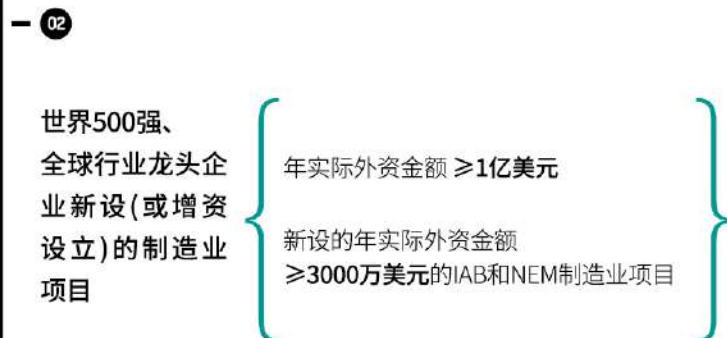 02
世界500强、
全球行业龙头企
业新设(或增资
设立)的制造业
项目
年实际外资金额 ≥1亿美元
新设的年实际外资金额
≥3000万美元的IAB和NEM制造业项目